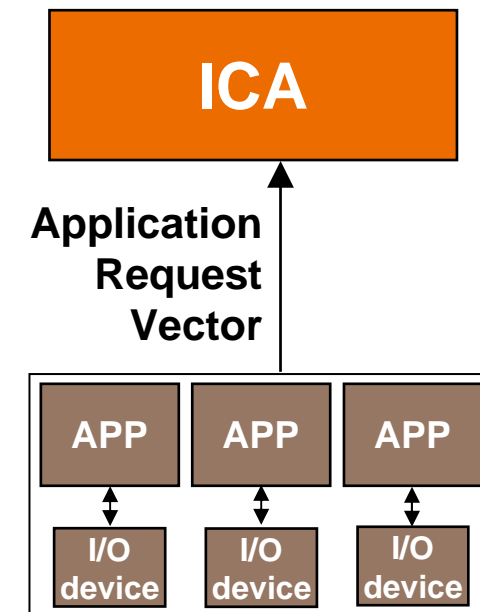 ICA
Application
Request
Vector
APP
APP
APP
I/O
device
I/O
device
I/O
device